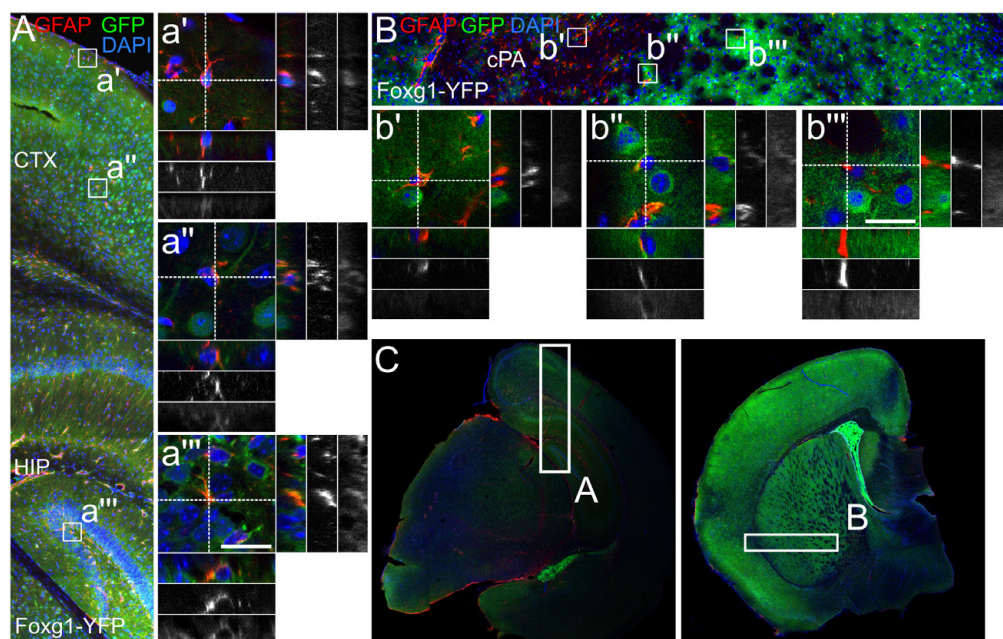 A GFAP GFP
DAPI
a'
CTX
a''
HIP
a'''
Foxg1-YFP
a'
a''
a'''
B GFAP GFP DAPI
b'
b''
b'''
cPA
Foxg1-YFP
b'
b''
b'''
C
A
B